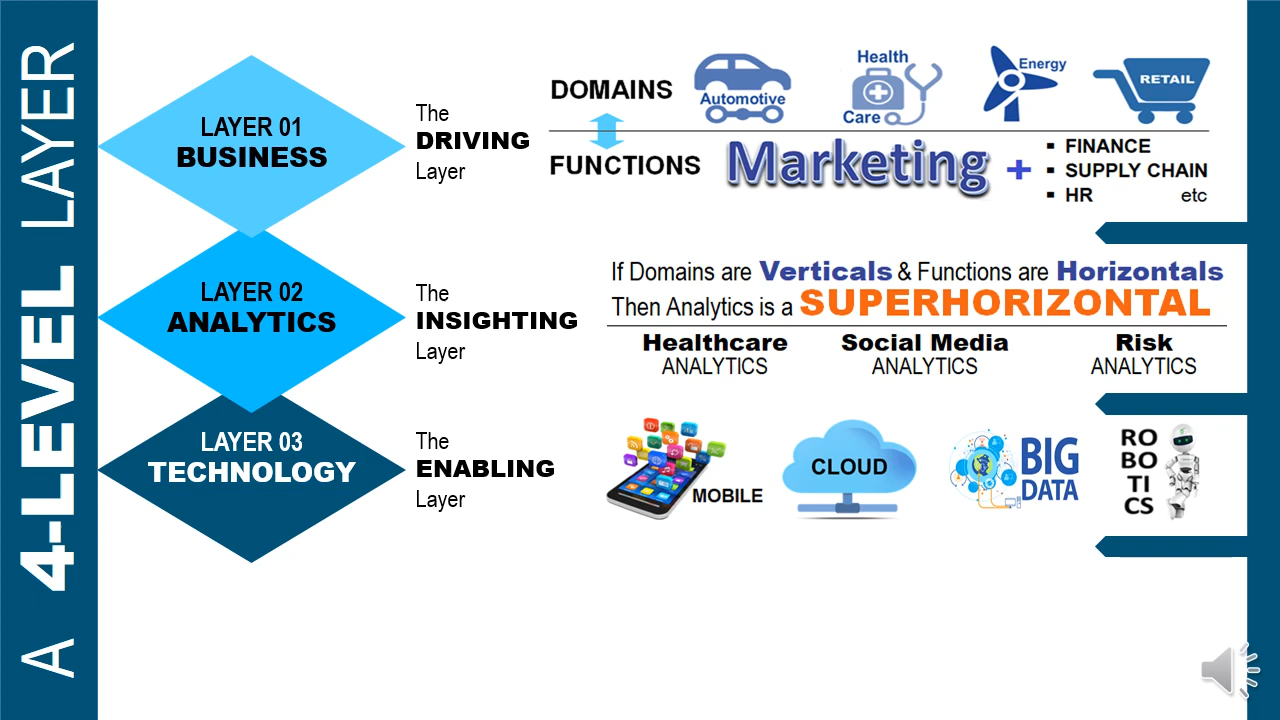 A 4-LEVEL LAYER
LAYER 01
BUSINESS
The
DRIVING
Layer
DOMAINS
FUNCTIONS
Automotive
Health
Care
Energy
RETAIL
Marketing
+
▪ FINANCE
▪ SUPPLY CHAIN
▪ HR etc
LAYER 02
ANALYTICS
The
INSIGHTING
Layer
If Domains are Verticals & Functions are Horizontals
Then Analytics is a SUPERHORIZONTAL
Healthcare
ANALYTICS
Social Media
ANALYTICS
Risk
ANALYTICS
LAYER 03
TECHNOLOGY
The
ENABLING
Layer
MOBILE
CLOUD
BIG
DATA
RO
BO
TI
CS